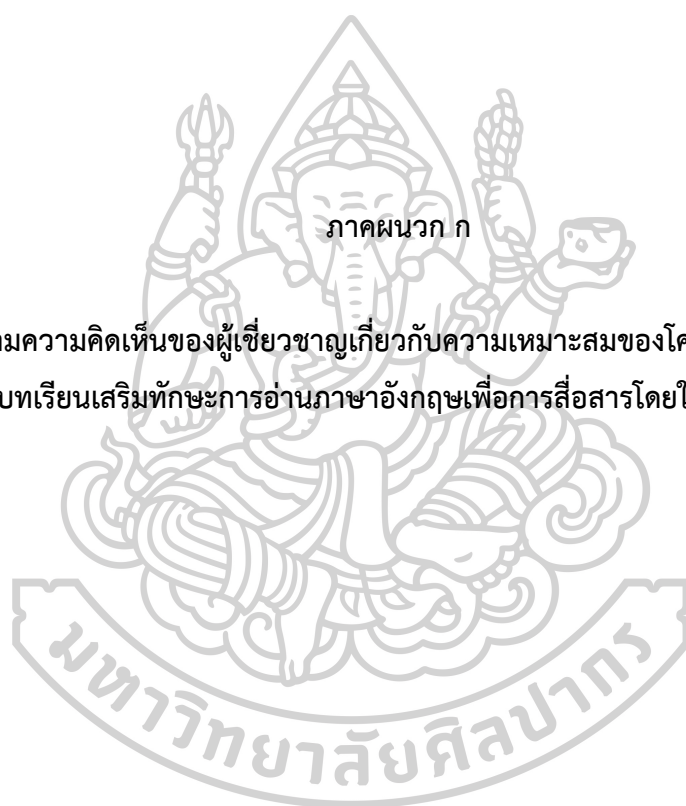 ภาคผนวก ก
มความคิดเห็นของผู้เชี่ยวชาญเกี่ยวกับความเหมาะสมของโค
บทเรียนเสริมทักษะการอ่านภาษาอังกฤษเพื่อการสื่อสารโดยใ
มหาวิทยาลัยศิลปากร